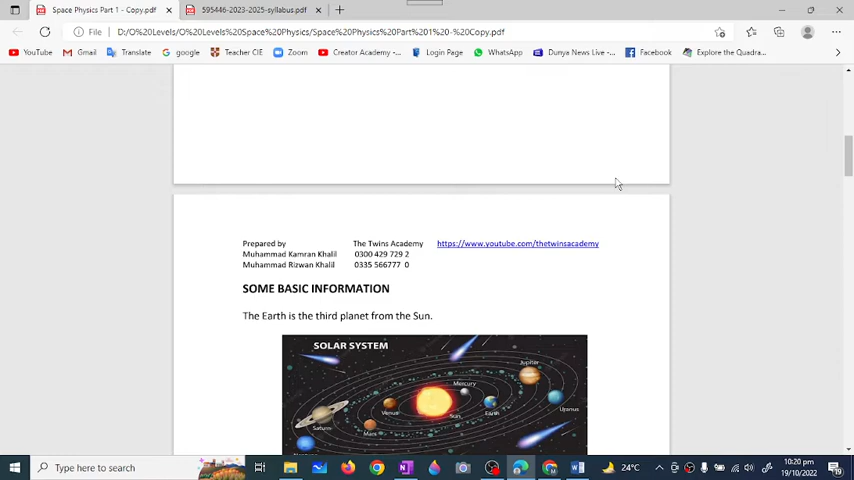 Space Physics Part 1 - Copy.pdf
595446-2023-2025-syllabus.pdf
File
D:/O%20Levels/O%20Levels%20Space%20Physics/Space%20Physics%20Part%201%20-%20Copy.pdf
YouTube
Gmail
Translate
google
Teacher CIE
Zoom
Creator Academy -...
Login Page
WhatsApp
Dunya News Live -...
Facebook
Explore the Quadra...
Prepared by The Twins Academy https://www.youtube.com/thetwinsacademy
Muhammad Kamran Khalil 0300 429 729 2
Muhammad Rizwan Khalil 0335 566777 0
SOME BASIC INFORMATION
The Earth is the third planet from the Sun.
SOLAR SYSTEM
Jupiter
Mercury
Venus
Sun
Earth
Uranus
Saturn
Mars
Type here to search
24°C
10:20 pm
19/10/2022